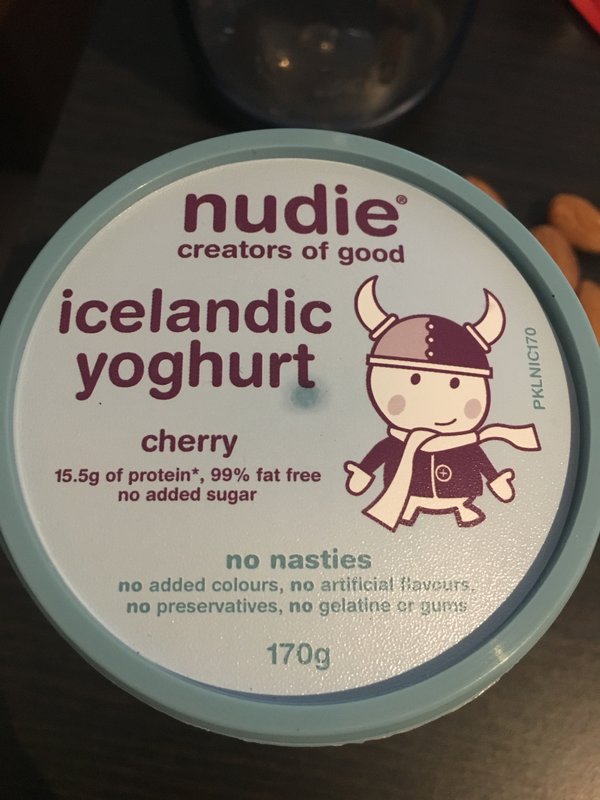 nudie®
creators of good
icelandic
yoghurt
cherry
15.5g of protein*, 99% fat free
no added sugar
PKLNIC170
no nasties
no added colours, no artificial flavours,
no preservatives, no gelatine or gums
170g